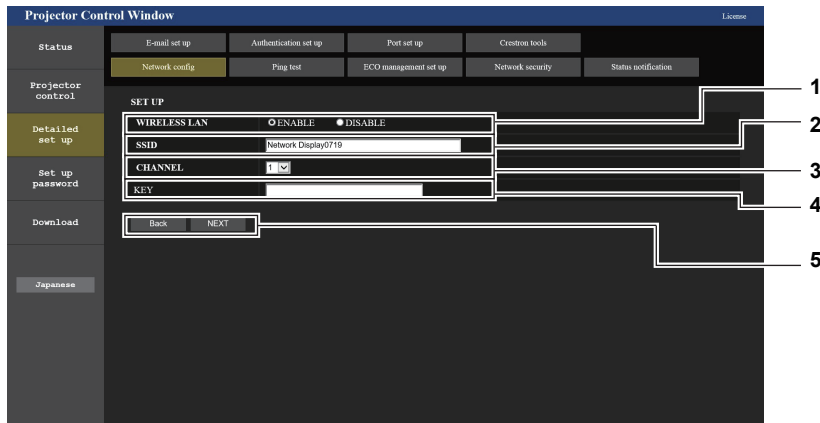 Projector Control Window
License
Status
E-mail set up
Authentication set up
Port set up
Crestron tools
Network config
Ping test
ECO management set up
Network security
Status notification
Projector
control
Detailed
set up
Set up
password
Download
Japanese
SET UP
WIRELESS LAN
ENABLE
DISABLE
1
SSID
Network Display0719
2
CHANNEL
1
3
KEY
4
Back
NEXT
5